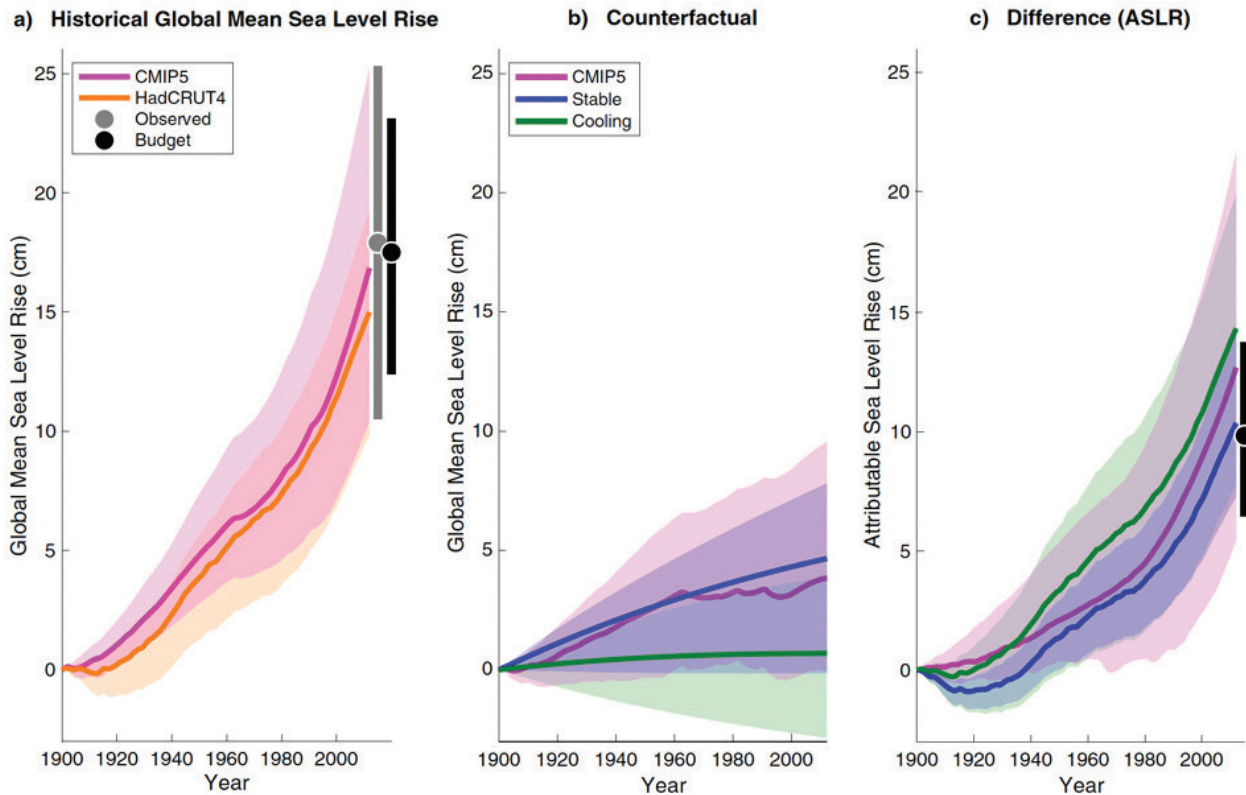 a) Historical Global Mean Sea Level Rise
CMIP5
HadCRUT4
Observed
Budget
Global Mean Sea Level Rise (cm)
25
20
15
10
5
0
1900 1920 1940 1960 1980 2000
Year
b) Counterfactual
CMIP5
Stable
Cooling
Global Mean Sea Level Rise (cm)
25
20
15
10
5
0
1900 1920 1940 1960 1980 2000
Year
c) Difference (ASLR)
Attributable Sea Level Rise (cm)
25
20
15
10
5
0
1900 1920 1940 1960 1980 2000
Year